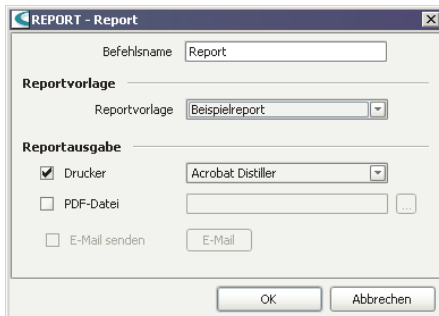 REPORT - Report
Befehlsname Report
Reportvorlage
Reportvorlage Beispielreport
Reportausgabe
Drucker Acrobat Distiller
PDF-Datei ...
E-Mail senden E-Mail
OK Abbrechen